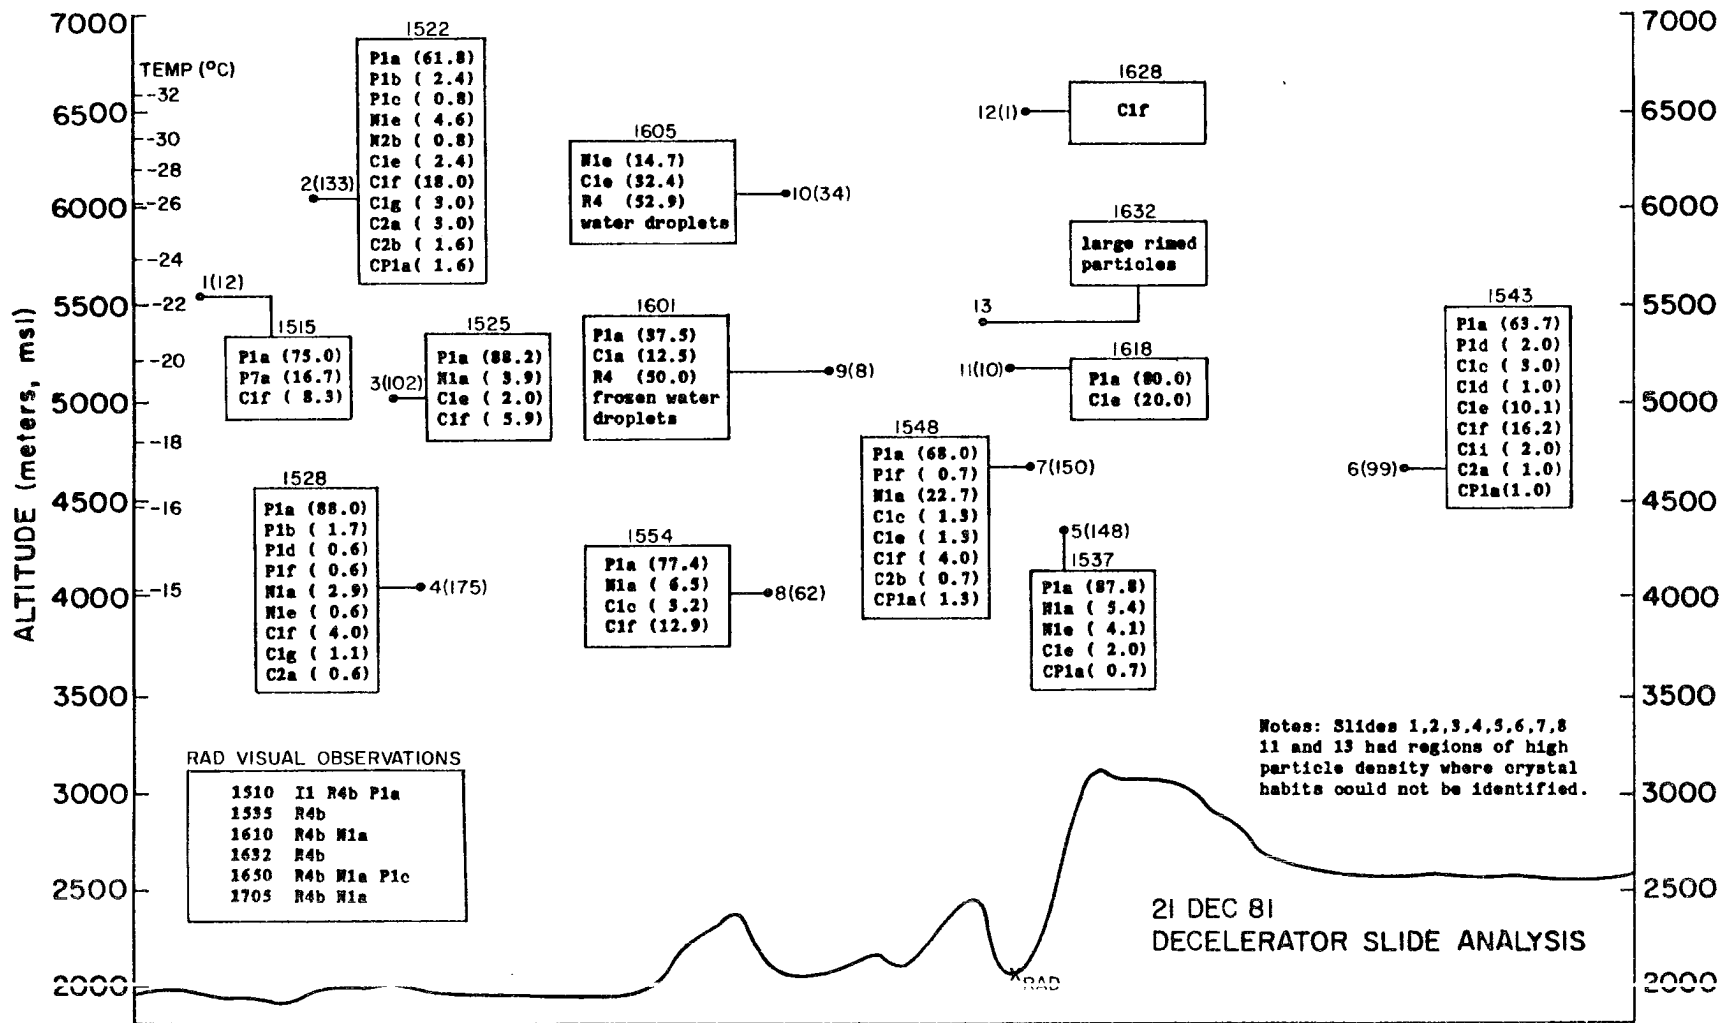 7000
6500
6000
5500
5000
4500
4000
3500
3000
2500
2000
ALTITUDE (meters, msl)
TEMP (°C)
-32
-30
-28
-26
-24
-22
-20
-18
-16
-15
1522
P1a (61.8)
P1b ( 2.4)
P1c ( 0.8)
N1e ( 4.6)
N2b ( 0.8)
C1e ( 2.4)
C1f (18.0)
C1g ( 3.0)
C2a ( 3.0)
C2b ( 1.6)
CP1a( 1.6)
2(133)
1605
N1e (14.7)
C1e (32.4)
R4 (52.9)
water droplets
10(34)
1628
C1f
12(1)
1632
large rimed
particles
13
1(12)
1515
P1a (75.0)
P7a (16.7)
C1f ( 8.3)
1525
P1a (88.2)
N1a ( 3.9)
C1e ( 2.0)
C1f ( 5.9)
3(102)
1601
P1a (37.5)
C1a (12.5)
R4 (50.0)
frozen water
droplets
9(8)
1618
P1a (80.0)
C1e (20.0)
11(10)
1543
P1a (63.7)
P1d ( 2.0)
C1c ( 3.0)
C1d ( 1.0)
C1e (10.1)
C1f (16.2)
C1i ( 2.0)
C2a ( 1.0)
CP1a(1.0)
6(99)
1548
P1a (68.0)
P1f ( 0.7)
N1a (22.7)
C1c ( 1.3)
C1e ( 1.3)
C1f ( 4.0)
C2b ( 0.7)
CP1a( 1.3)
7(150)
1528
P1a (88.0)
P1b ( 1.7)
P1d ( 0.6)
P1f ( 0.6)
N1a ( 2.9)
N1e ( 0.6)
C1f ( 4.0)
C1g ( 1.1)
C2a ( 0.6)
4(175)
1554
P1a (77.4)
N1a ( 6.5)
C1c ( 3.2)
C1f (12.9)
8(62)
5(148)
1537
P1a (87.8)
N1a ( 5.4)
N1e ( 4.1)
C1e ( 2.0)
CP1a( 0.7)
RAD VISUAL OBSERVATIONS
1510 I1 R4b P1a
1535 R4b
1610 R4b N1a
1632 R4b
1650 R4b N1a P1c
1705 R4b N1a
Notes: Slides 1,2,3,4,5,6,7,8
11 and 13 had regions of high
particle density where crystal
habits could not be identified.
21 DEC 81
DECELERATOR SLIDE ANALYSIS
X RAD
7000
6500
6000
5500
5000
4500
4000
3500
3000
2500
2000